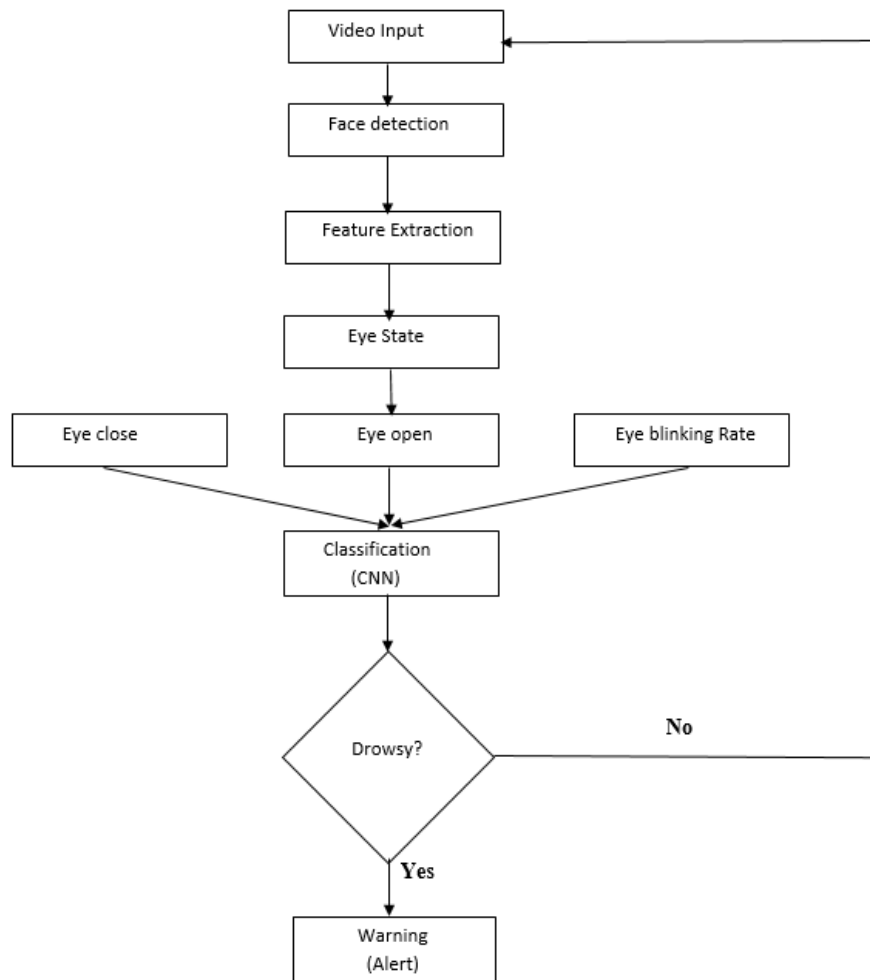 Video Input
Face detection
Feature Extraction
Eye State
Eye close
Eye open
Eye blinking Rate
Classification
(CNN)
Drowsy?
No
Yes
Warning
(Alert)